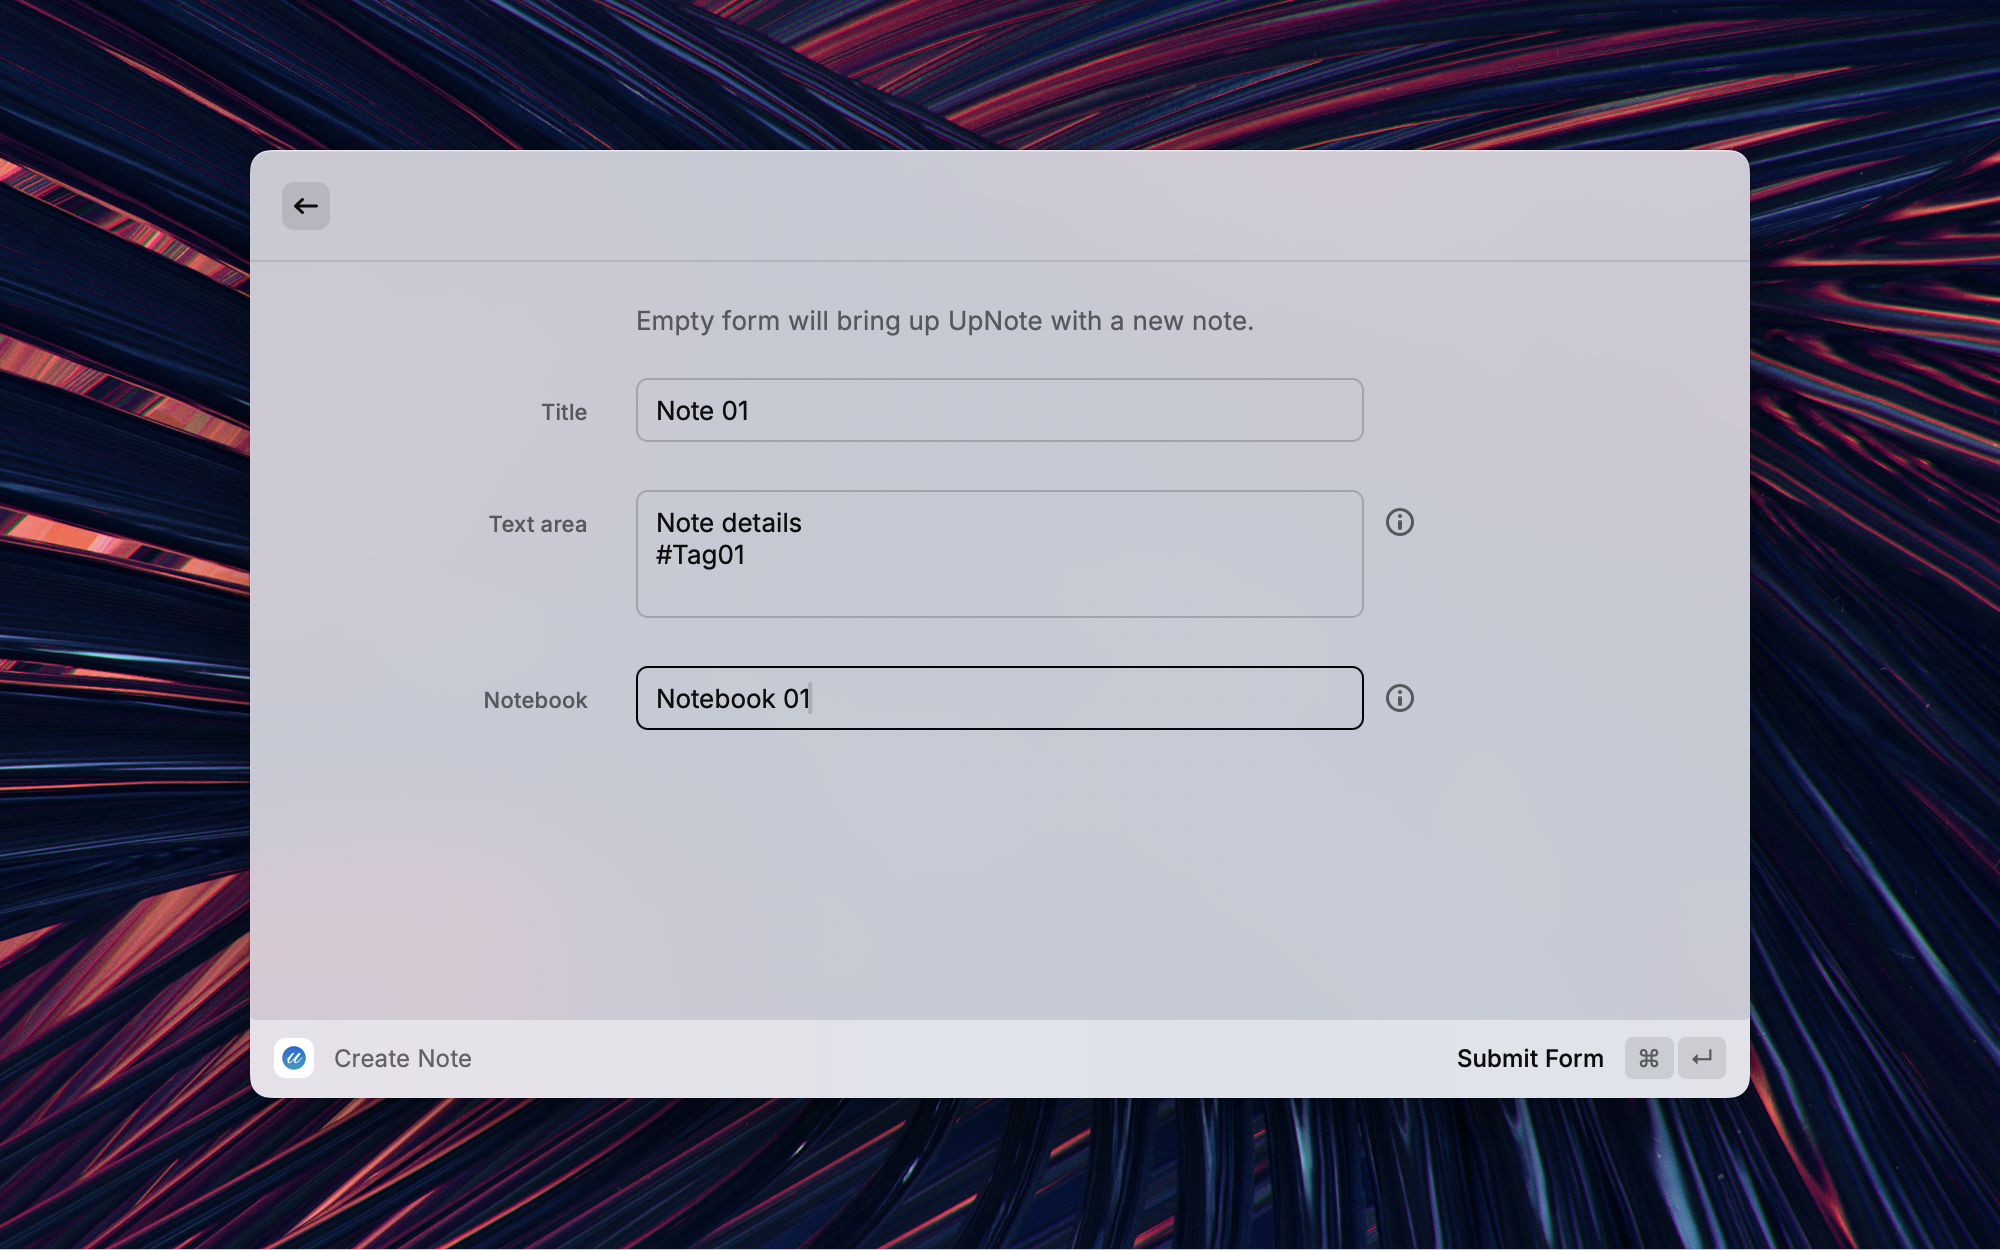 Empty form will bring up UpNote with a new note.
Title
Note 01
Text area
Note details
#Tag01
Notebook
Notebook 01
Create Note
Submit Form ⌘ ↵